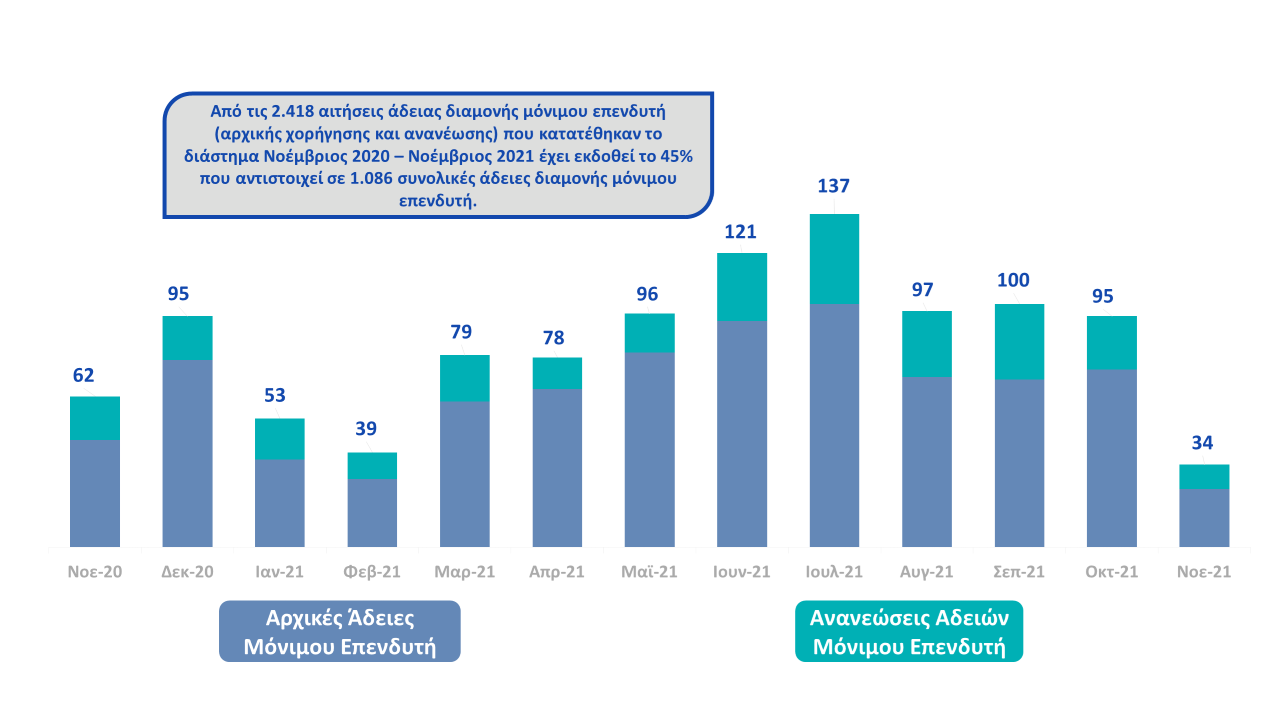 Από τις 2.418 αιτήσεις άδειας διαμονής μόνιμου επενδυτή
(αρχικής χορήγησης και ανανέωσης) που κατατέθηκαν το
διάστημα Νοέμβριος 2020 – Νοέμβριος 2021 έχει εκδοθεί το 45%
που αντιστοιχεί σε 1.086 συνολικές άδειες διαμονής μόνιμου
επενδυτή.
62
95
53
39
79
78
96
121
137
97
100
95
34
Νοε-20
Δεκ-20
Ιαν-21
Φεβ-21
Μαρ-21
Απρ-21
Μαϊ-21
Ιουν-21
Ιουλ-21
Αυγ-21
Σεπ-21
Οκτ-21
Νοε-21
Αρχικές Άδειες
Μόνιμου Επενδυτή
Ανανεώσεις Αδειών
Μόνιμου Επενδυτή